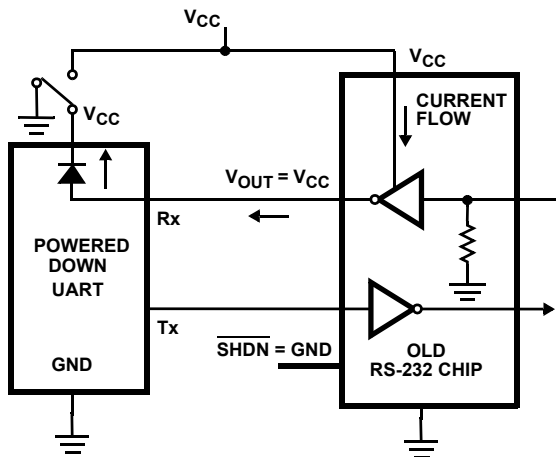 VCC
VCC
VCC
CURRENT
FLOW
VOUT = VCC
Rx
POWERED
DOWN
UART
Tx
SHDN = GND
OLD
RS-232 CHIP
GND